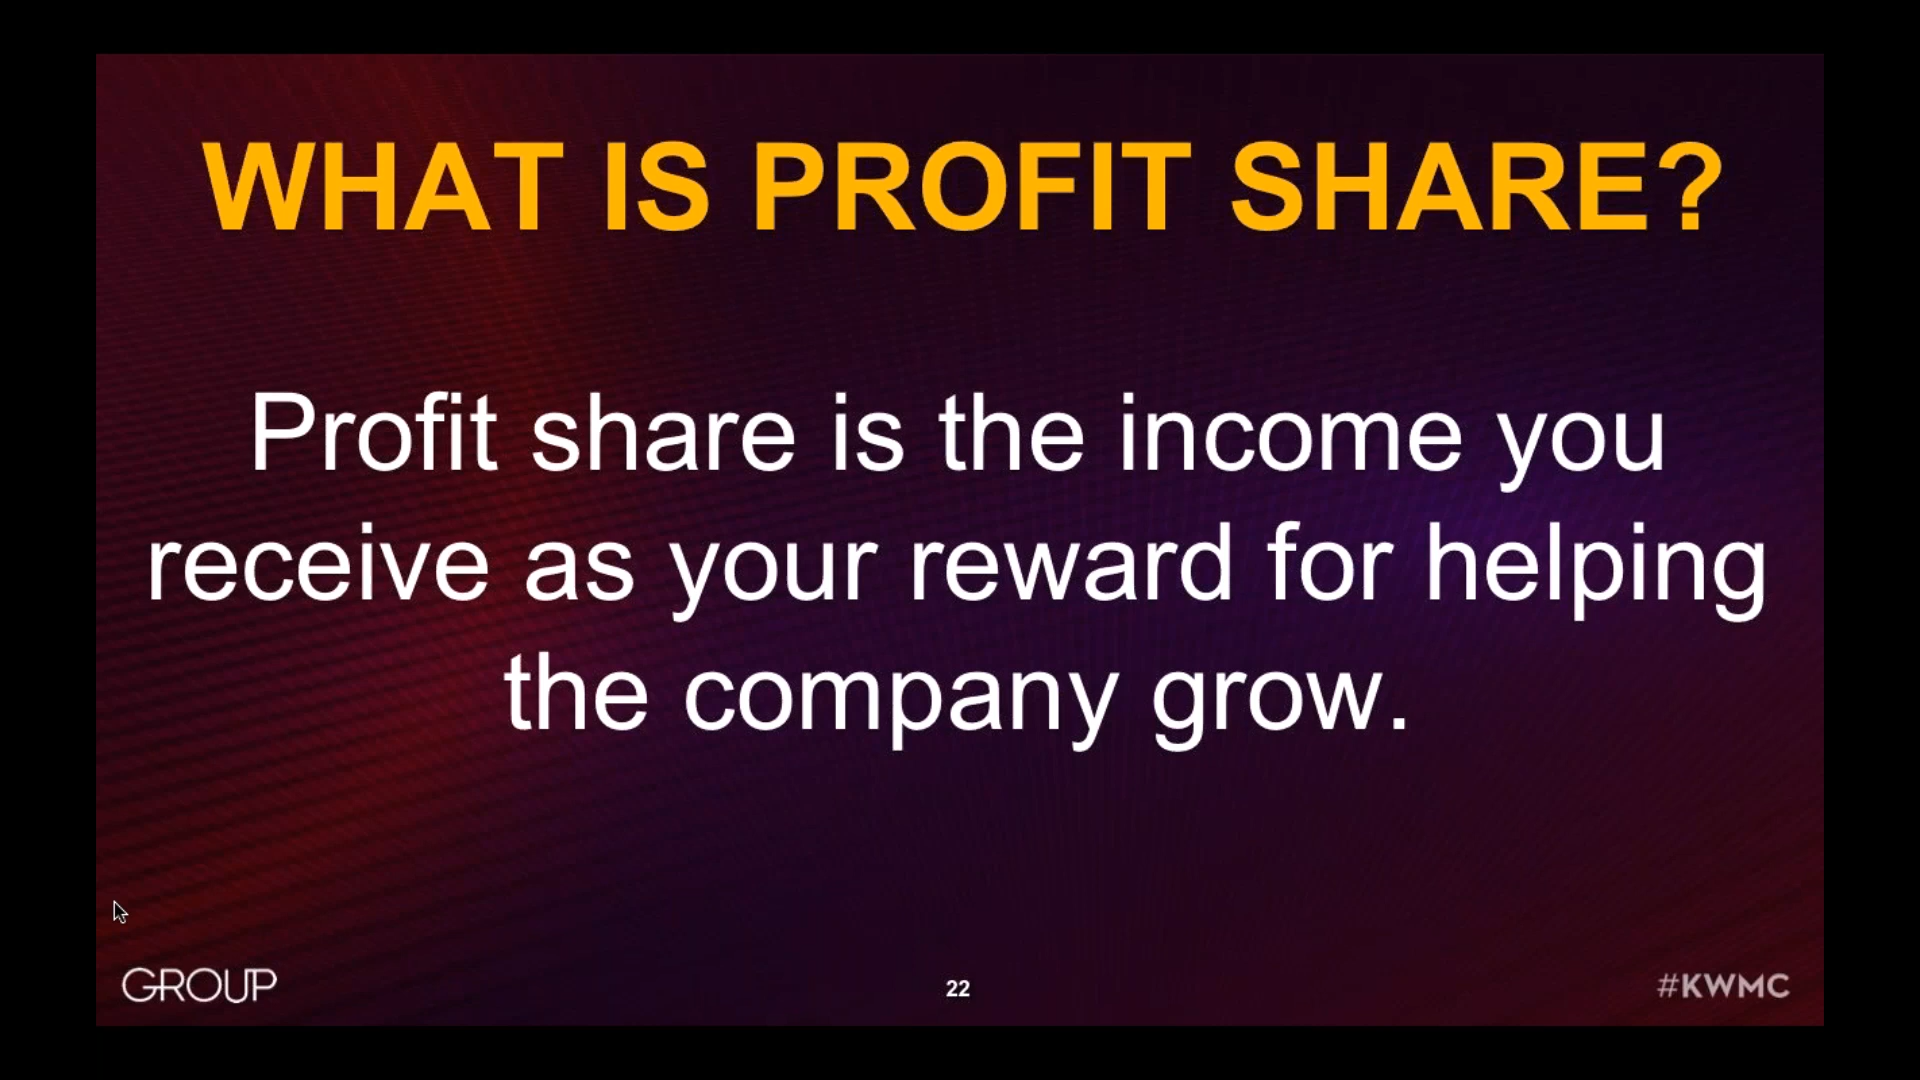 WHAT IS PROFIT SHARE?
Profit share is the income you
receive as your reward for helping
the company grow.
GROUP
22
#KWMC